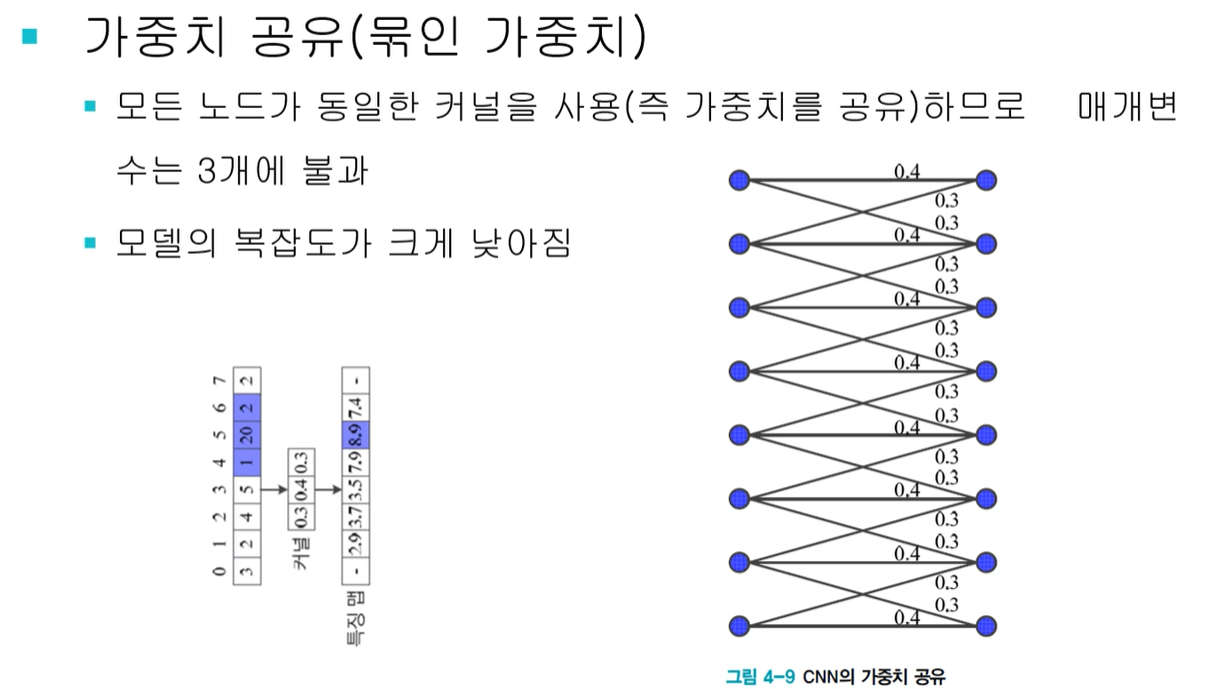 가중치 공유(묶인 가중치)
모든 노드가 동일한 커널을 사용(즉 가중치를 공유)하므로 매개변
수는 3개에 불과
모델의 복잡도가 크게 낮아짐
0 1 2 3 4 5 6 7
3 2 4 5 1 20 2 2
커널 0.3 0.4 0.3
특징 맵 - 2.9 3.7 3.5 7.9 8.9 7.4 -
0.4
0.3
0.3
0.4
0.3
0.3
0.4
0.3
0.3
0.4
0.3
0.3
0.4
0.3
0.3
0.4
0.3
0.3
0.4
0.3
0.3
0.4
그림 4-9 CNN의 가중치 공유